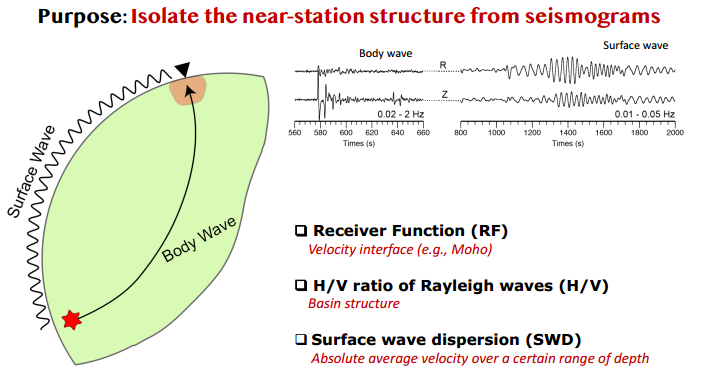 Purpose: Isolate the near-station structure from seismograms
Surface Wave
Body Wave
Body wave
Surface wave
R
Z
0.02 - 2 Hz
0.01 - 0.05 Hz
560 580 600 620 640 660
800 1000 1200 1400 1600 1800 2000
Times (s)
Times (s)
❑ Receiver Function (RF)
Velocity interface (e.g., Moho)
❑ H/V ratio of Rayleigh waves (H/V)
Basin structure
❑ Surface wave dispersion (SWD)
Absolute average velocity over a certain range of depth